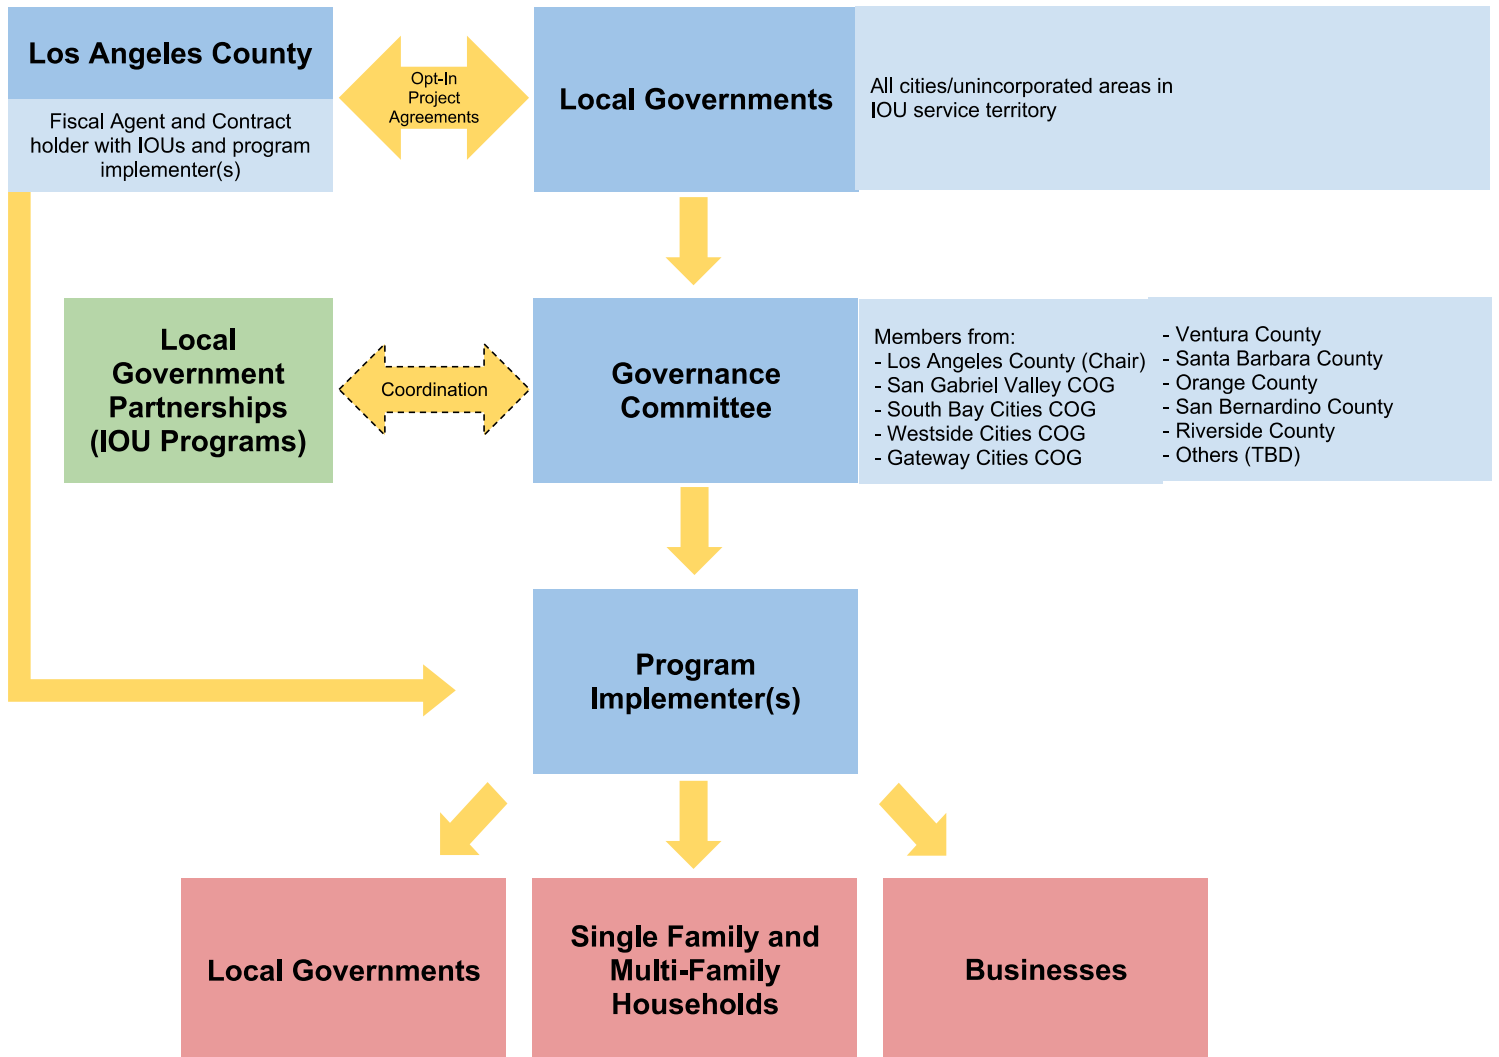 Los Angeles County
Fiscal Agent and Contract
holder with IOUs and program
implementer(s)
Opt-In
Project
Agreements
Local Governments
All cities/unincorporated areas in
IOU service territory
Local
Government
Partnerships
(IOU Programs)
Coordination
Governance
Committee
Members from:
- Los Angeles County (Chair)
- San Gabriel Valley COG
- South Bay Cities COG
- Westside Cities COG
- Gateway Cities COG
- Ventura County
- Santa Barbara County
- Orange County
- San Bernardino County
- Riverside County
- Others (TBD)
Program
Implementer(s)
Local Governments
Single Family and
Multi-Family
Households
Businesses